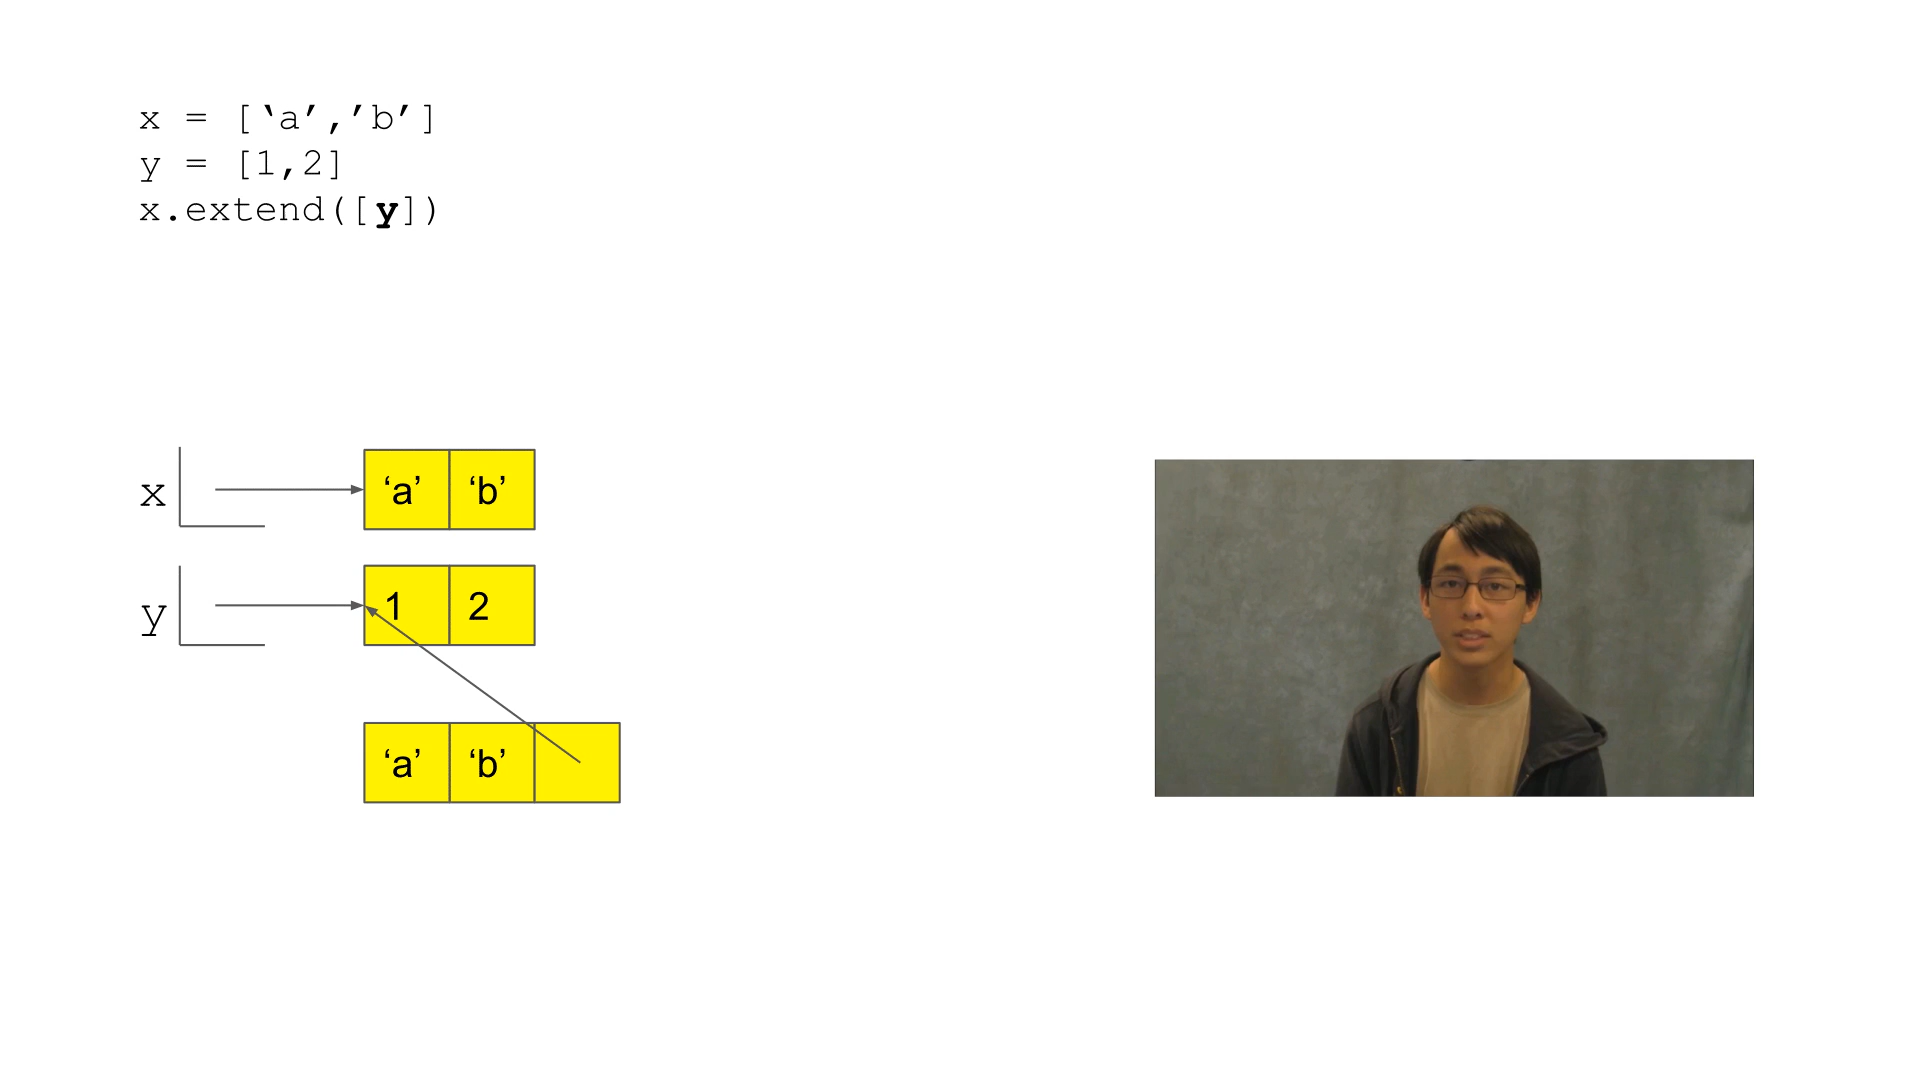 x = [‘a’,’b’]
y = [1,2]
x.extend([y])
x ‘a’ ‘b’
y 1 2
‘a’ ‘b’